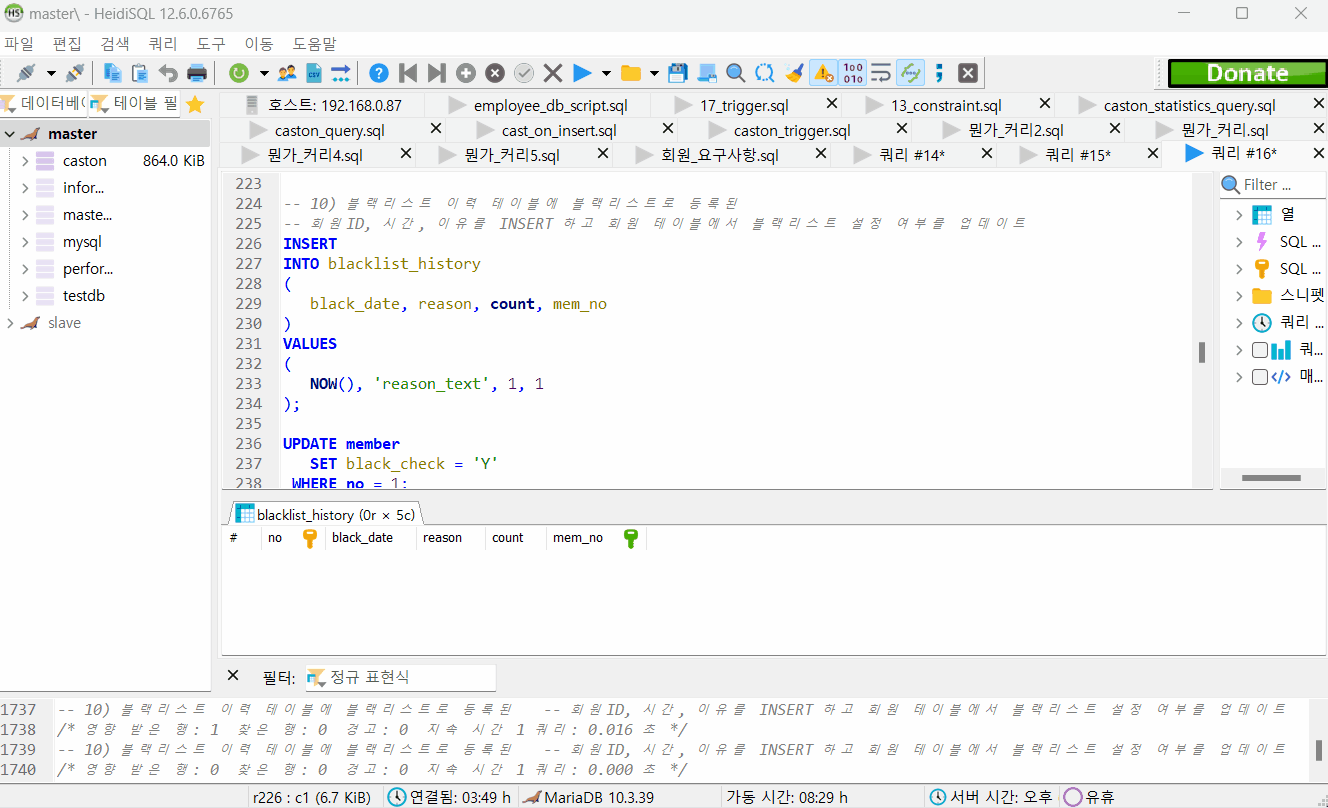 master\ - HeidiSQL 12.6.0.6765
파일 편집 검색 쿼리 도구 이동 도움말
Donate
데이터베( 테이블 필
호스트: 192.168.0.87 employee_db_script.sql 17_trigger.sql 13_constraint.sql caston_statistics_query.sql
caston_query.sql cast_on_insert.sql caston_trigger.sql 뭔가_커리2.sql 뭔가_커리.sql
뭔가_커리4.sql 뭔가_커리5.sql 회원_요구사항.sql 쿼리 #14* 쿼리 #15* 쿼리 #16*
master
caston 864.0 KiB
infor...
maste...
mysql
perfor...
testdb
slave
223
224 -- 10) 블랙리스트 이력 테이블에 블랙리스트로 등록된
225 -- 회원ID, 시간, 이유를 INSERT 하고 회원 테이블에서 블랙리스트 설정 여부를 업데이트
226 INSERT
227 INTO blacklist_history
228 (
229 black_date, reason, count, mem_no
230 )
231 VALUES
232 (
233 NOW(), 'reason_text', 1, 1
234 );
235
236 UPDATE member
237 SET black_check = 'Y'
238 WHERE no = 1;
Filter ...
열
SQL ...
SQL ...
스니펫
쿼리 ...
쿼...
매...
blacklist_history (0r × 5c)
# no black_date reason count mem_no
필터: 정규 표현식
1737 -- 10) 블랙리스트 이력 테이블에 블랙리스트로 등록된 -- 회원ID, 시간, 이유를 INSERT 하고 회원 테이블에서 블랙리스트 설정 여부를 업데이트
1738 /* 영향 받은 행: 1 찾은 행: 0 경고: 0 지속 시간 1 쿼리: 0.016 초 */
1739 -- 10) 블랙리스트 이력 테이블에 블랙리스트로 등록된 -- 회원ID, 시간, 이유를 INSERT 하고 회원 테이블에서 블랙리스트 설정 여부를 업데이트
1740 /* 영향 받은 행: 0 찾은 행: 0 경고: 0 지속 시간 1 쿼리: 0.000 초 */
r226 : c1 (6.7 KiB) 연결됨: 03:49 h MariaDB 10.3.39 가동 시간: 08:29 h 서버 시간: 오후 유휴